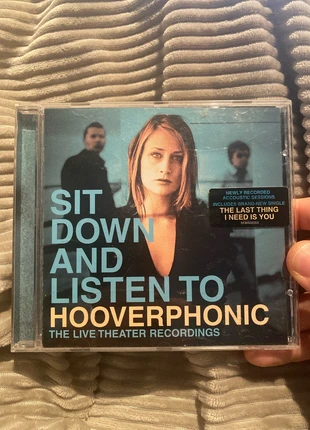 SIT
DOWN
AND
LISTEN TO
HOOVERPHONIC
THE LIVE THEATER RECORDINGS
NEWLY RECORDED
ACCOUSTIC SESSIONS
INCLUDES BRAND-NEW SINGLE
THE LAST THING
I NEED IS YOU